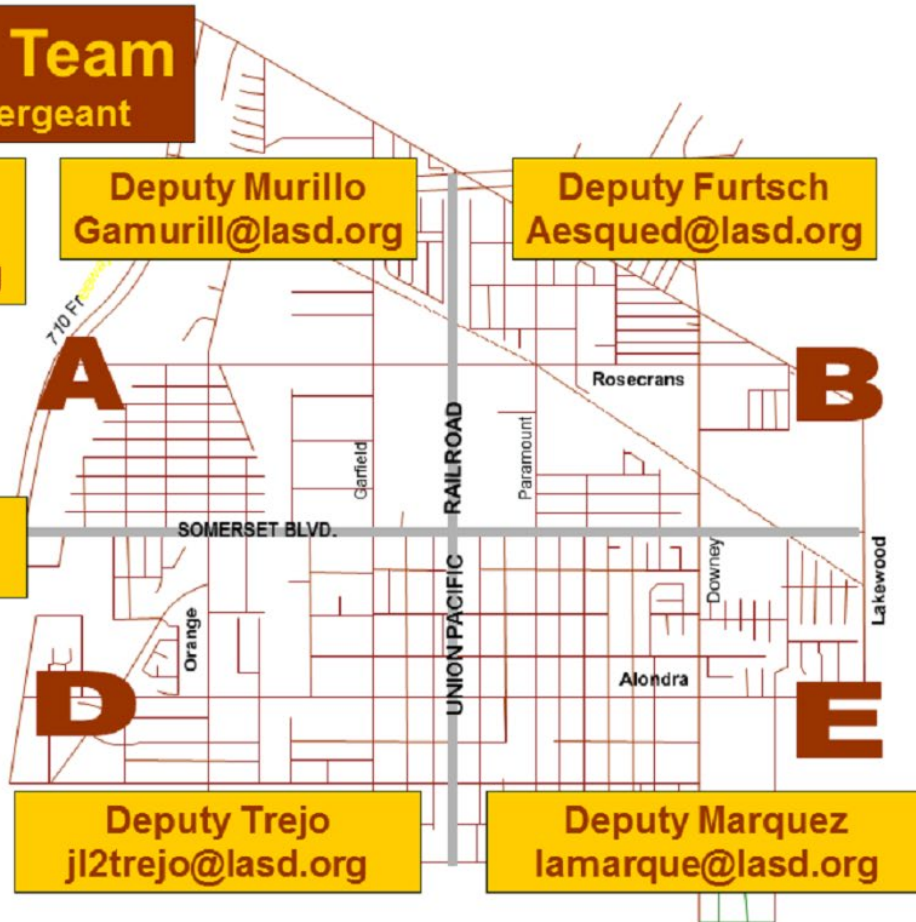 Team
ergeant
Deputy Murillo
Gamurill@lasd.org
Deputy Furtsch
Aesqued@lasd.org
710 Fr
A
B
Rosecrans
Garfield
UNION PACIFIC RAILROAD
Paramount
SOMERSET BLVD.
Downey
Lakewood
Orange
Alondra
D
E
Deputy Trejo
jl2trejo@lasd.org
Deputy Marquez
lamarque@lasd.org